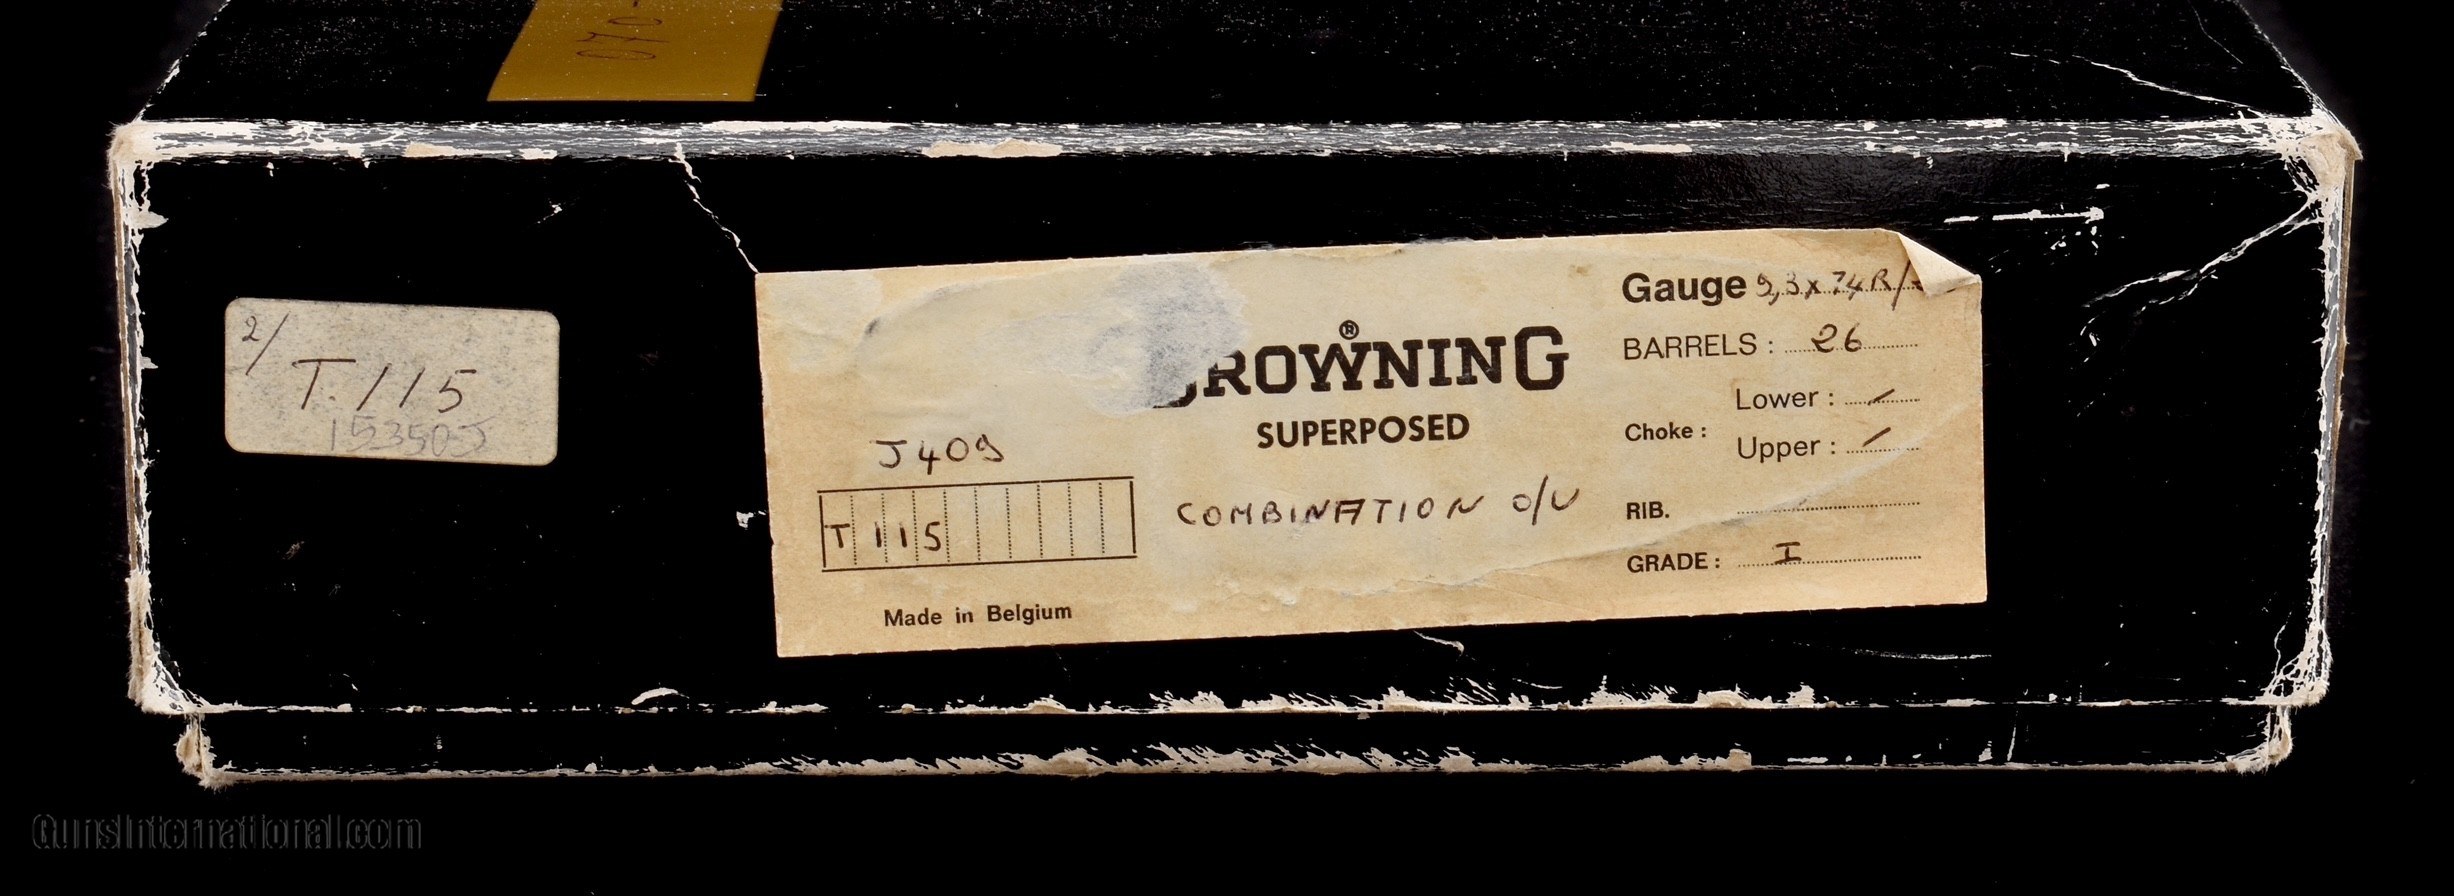 2/
T.115
J409
T115
Made in Belgium
BROWNING®
SUPERPOSED
COMBINATION O/U
Gauge 9,3x74R/
BARRELS : 26
Choke :
Lower : /
Upper : /
RIB.
GRADE : I
GunsInternational.com